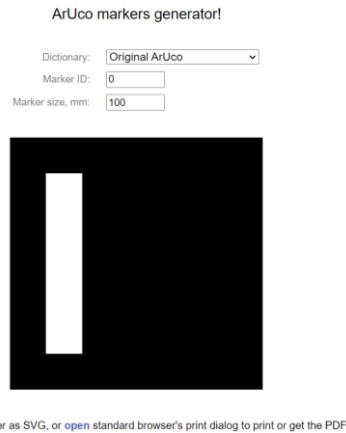 ArUco markers generator!
Dictionary: Original ArUco
Marker ID: 0
Marker size, mm: 100
as SVG, or open standard browser's print dialog to print or get the PDF